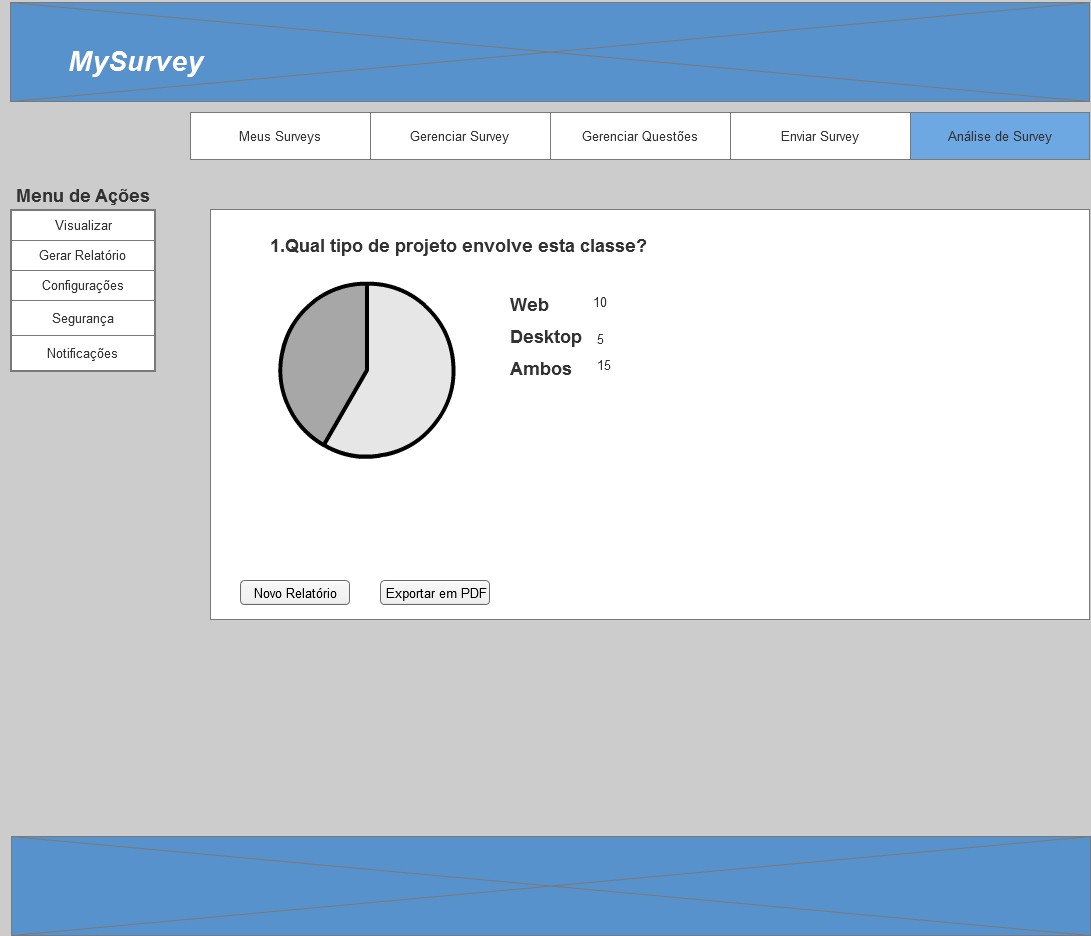 MySurvey
Meus Surveys
Gerenciar Survey
Gerenciar Questões
Enviar Survey
Análise de Survey
Menu de Ações
Visualizar
Gerar Relatório
Configurações
Segurança
Notificações
1.Qual tipo de projeto envolve esta classe?
Web 10
Desktop 5
Ambos 15
Novo Relatório
Exportar em PDF